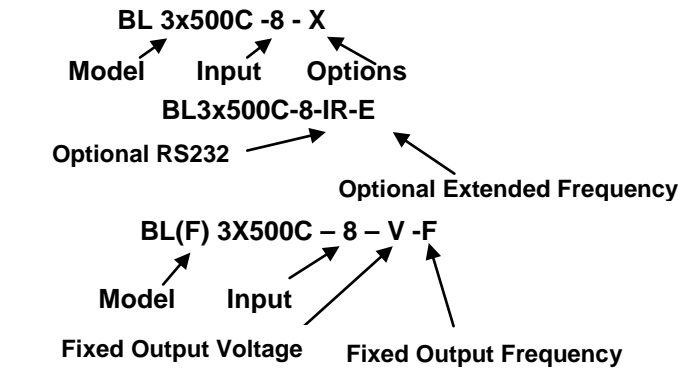 BL 3x500C -8 - X
Model Input Options
BL3x500C-8-IR-E
Optional RS232
Optional Extended Frequency
BL(F) 3X500C – 8 – V -F
Model Input
Fixed Output Voltage Fixed Output Frequency